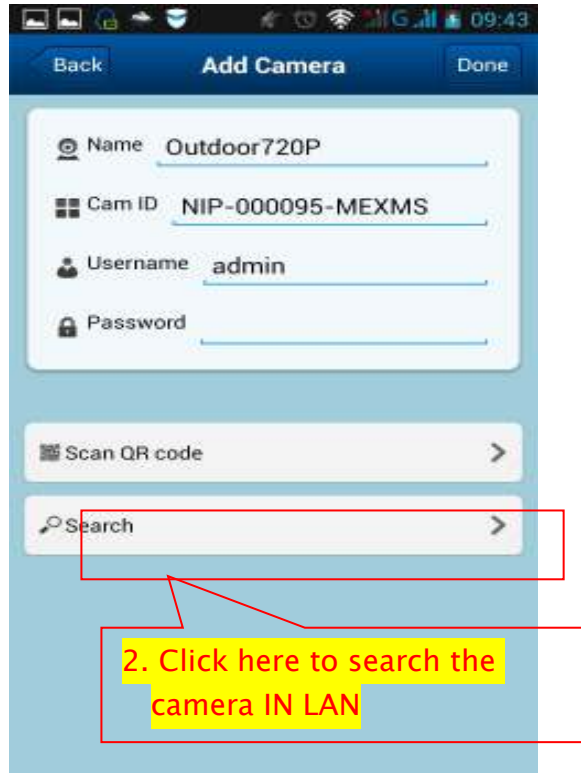 G 09:43
Back Add Camera Done
Name Outdoor720P
Cam ID NIP-000095-MEXMS
Username admin
Password
Scan QR code >
Search >
2. Click here to search the
camera IN LAN